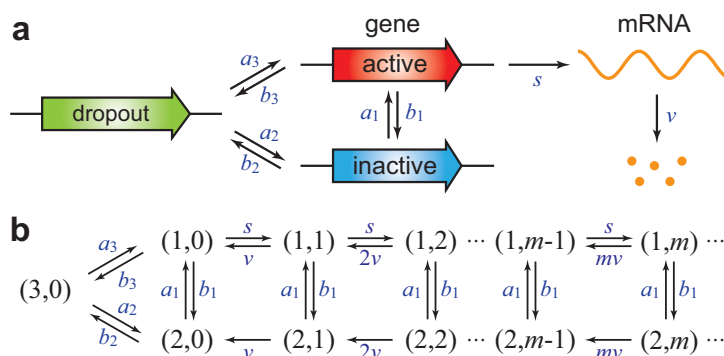 a
gene
mRNA
dropout
a₃
b₃
active
s
a₁
b₁
v
a₂
b₂
inactive
b
(3,0)
a₃
b₃
a₂
b₂
(1,0) s v (1,1) s 2v (1,2) ··· (1,m-1) s mv (1,m) ···
a₁ b₁ a₁ b₁ a₁ b₁ a₁ b₁ a₁ b₁
(2,0) v (2,1) 2v (2,2) ··· (2,m-1) mv (2,m) ···